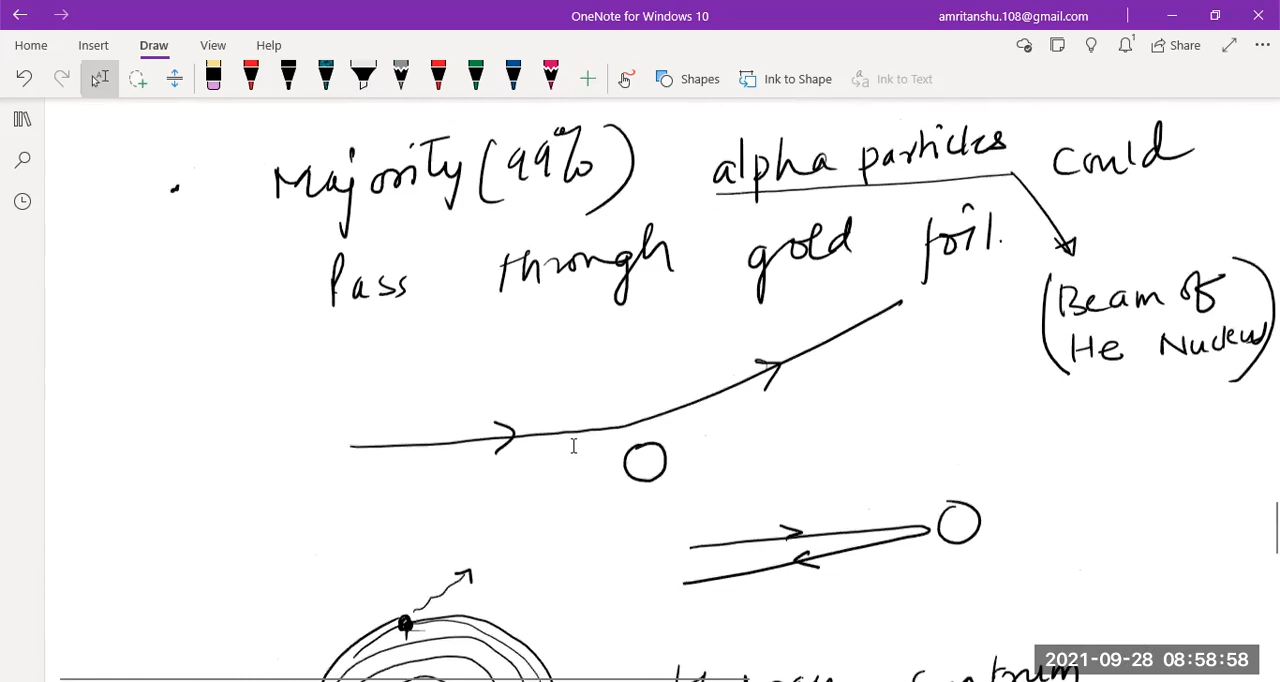 OneNote for Windows 10
amritanshu.108@gmail.com
Home Insert Draw View Help
Share
Shapes Ink to Shape Ink to Text
Majority (99%) alpha particles could
Pass through gold foil.
(Beam of
He Nucleus)
2021-09-28 08:58:58